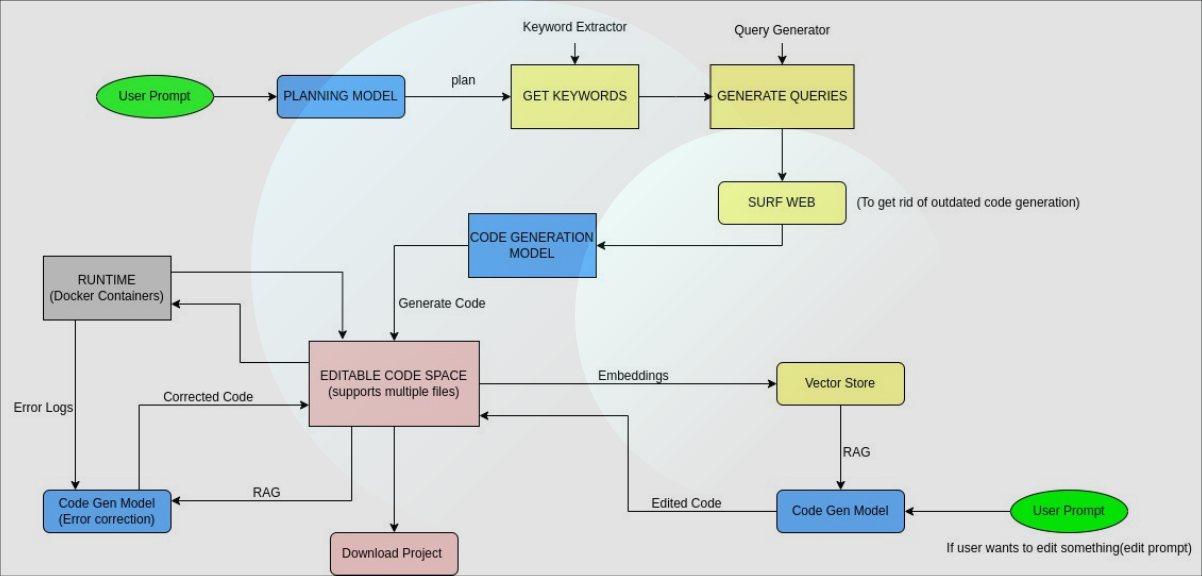 Keyword Extractor
Query Generator
User Prompt
PLANNING MODEL
plan
GET KEYWORDS
GENERATE QUERIES
SURF WEB
(To get rid of outdated code generation)
CODE GENERATION
MODEL
RUNTIME
(Docker Containers)
Generate Code
EDITABLE CODE SPACE
(supports multiple files)
Embeddings
Vector Store
Corrected Code
Error Logs
RAG
RAG
Code Gen Model
(Error correction)
Edited Code
Code Gen Model
User Prompt
If user wants to edit something(edit prompt)
Download Project